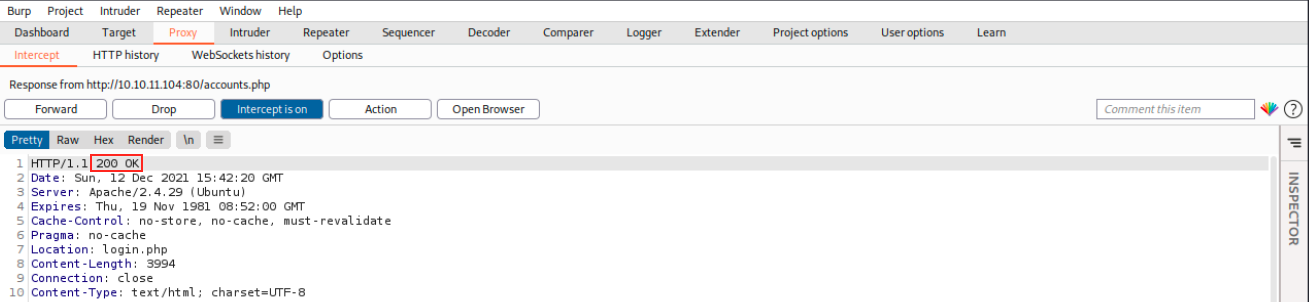 Burp Project Intruder Repeater Window Help
Dashboard Target Proxy Intruder Repeater Sequencer Decoder Comparer Logger Extender Project options User options Learn
Intercept HTTP history WebSockets history Options
Response from http://10.10.11.104:80/accounts.php
Forward Drop Intercept is on Action Open Browser Comment this item ?
Pretty Raw Hex Render \n
1 HTTP/1.1 200 OK
2 Date: Sun, 12 Dec 2021 15:42:20 GMT
3 Server: Apache/2.4.29 (Ubuntu)
4 Expires: Thu, 19 Nov 1981 08:52:00 GMT
5 Cache-Control: no-store, no-cache, must-revalidate
6 Pragma: no-cache
7 Location: login.php
8 Content-Length: 3994
9 Connection: close
10 Content-Type: text/html; charset=UTF-8
INSPECTOR